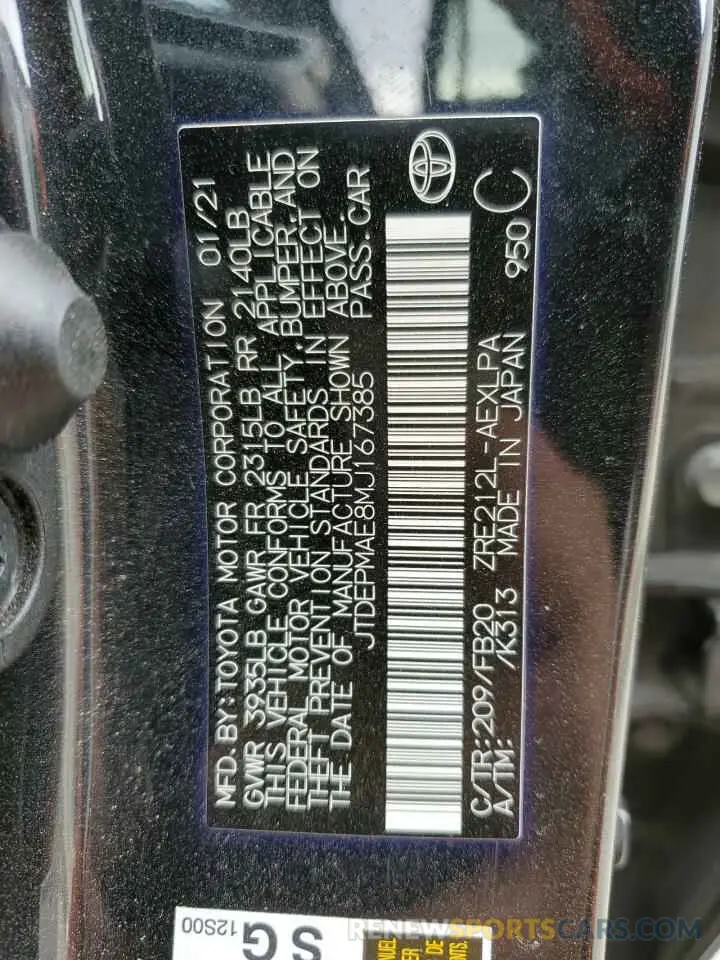 MFD. BY: TOYOTA MOTOR CORPORATION 01/21
GVWR 3935LB GAWR FR 2315LB RR 2140LB
THIS VEHICLE CONFORMS TO ALL APPLICABLE
FEDERAL MOTOR VEHICLE SAFETY, BUMPER, AND
THEFT PREVENTION STANDARDS IN EFFECT ON
THE DATE OF MANUFACTURE SHOWN ABOVE.
JTDEPMAE8MJ167385 PASS. CAR
C/TR: 209/FB20 ZRE212L-AEXLPA 950 C
A/TM: /K313 MADE IN JAPAN
SG
12S00
DE
RENEWSPORTSCARS.COM